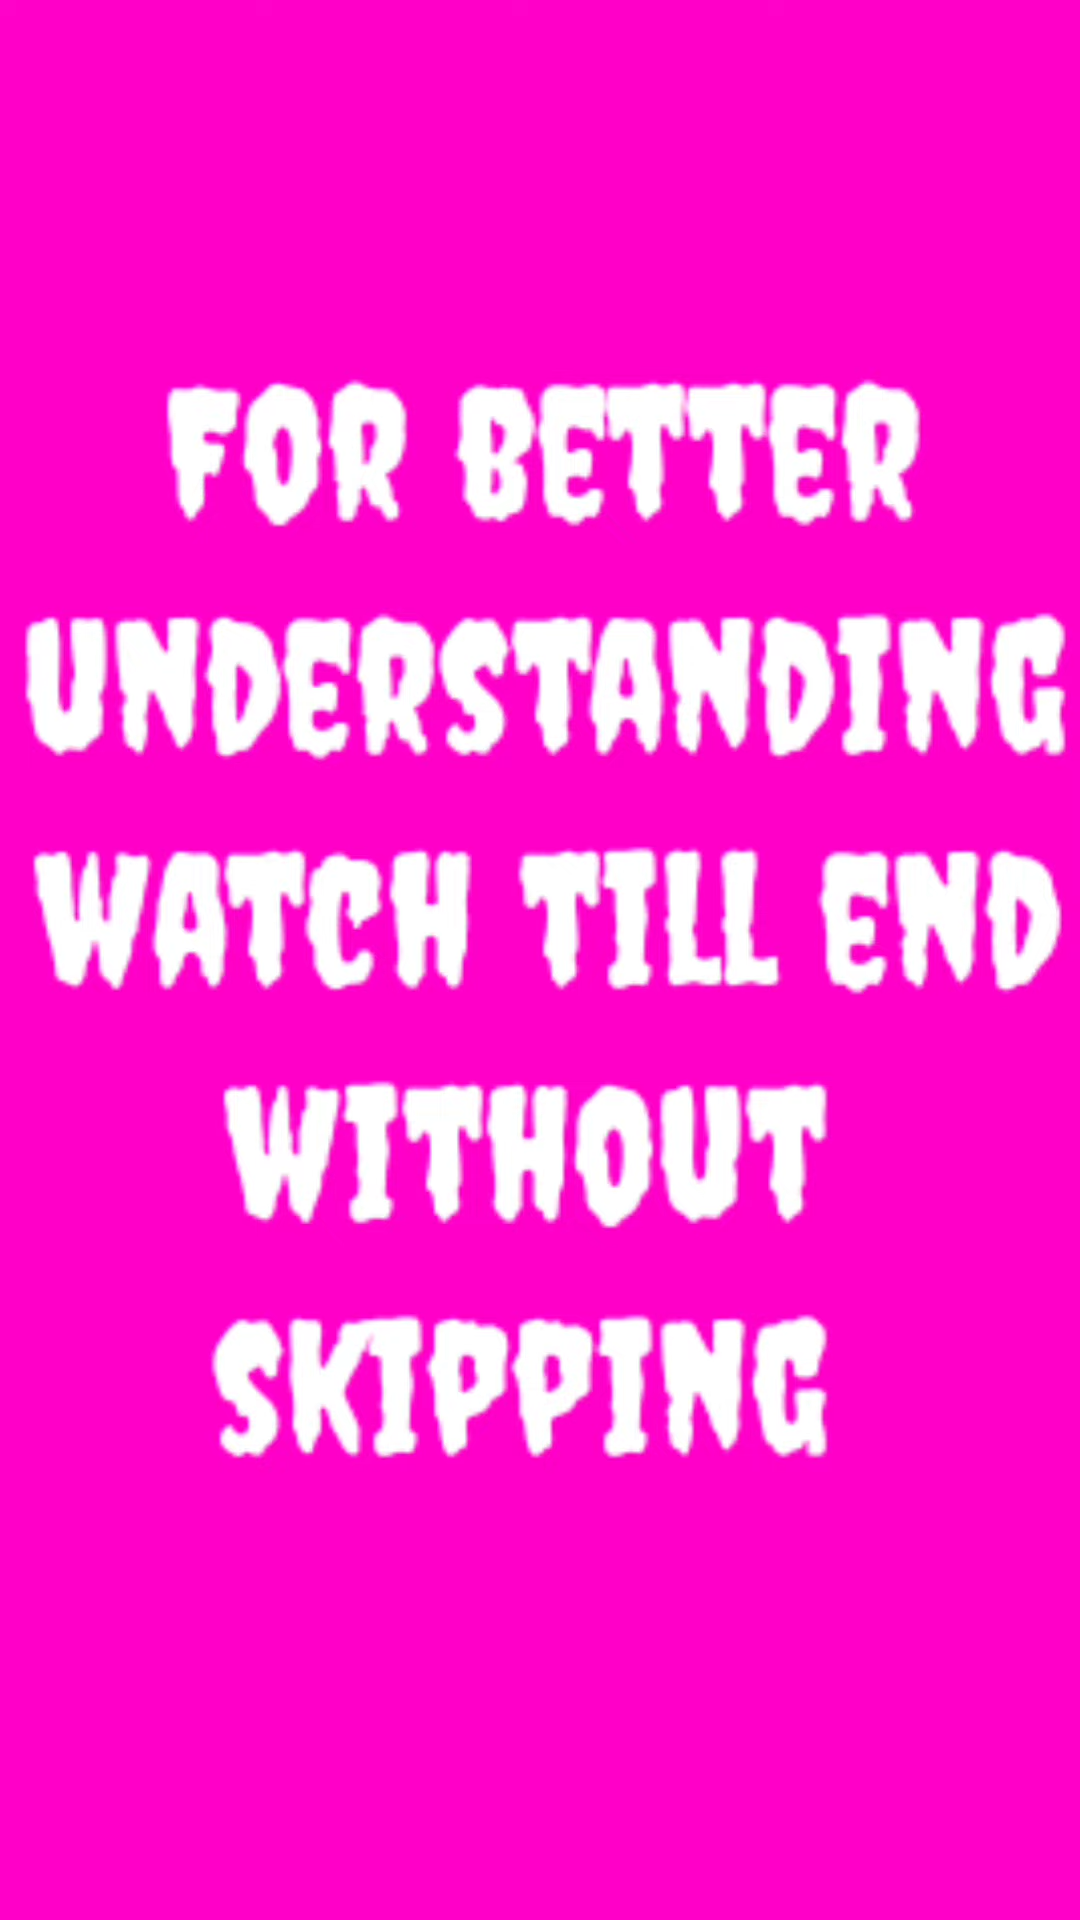 FOR BETTER
UNDERSTANDING
WATCH TILL END
WITHOUT
SKIPPING